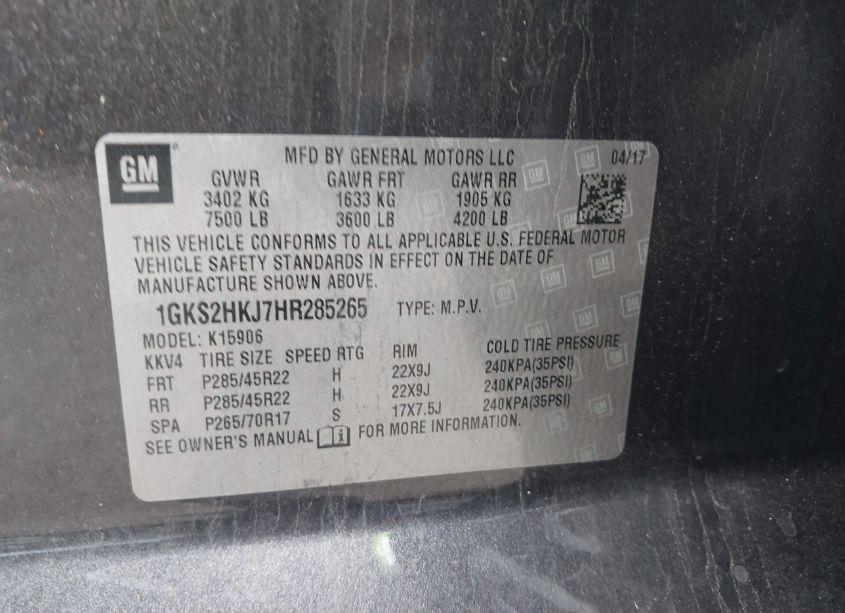 GM MFD BY GENERAL MOTORS LLC 04/17
GVWR GAWR FRT GAWR RR
3402 KG 1633 KG 1905 KG
7500 LB 3600 LB 4200 LB
THIS VEHICLE CONFORMS TO ALL APPLICABLE U.S. FEDERAL MOTOR
VEHICLE SAFETY STANDARDS IN EFFECT ON THE DATE OF
MANUFACTURE SHOWN ABOVE.
1GKS2HKJ7HR285265 TYPE: M.P.V.
MODEL: K15906
KKV4 TIRE SIZE SPEED RTG RIM COLD TIRE PRESSURE
FRT P285/45R22 H 22X9J 240KPA(35PSI)
RR P285/45R22 H 22X9J 240KPA(35PSI)
SPA P265/70R17 S 17X7.5J 240KPA(35PSI)
SEE OWNER'S MANUAL FOR MORE INFORMATION.